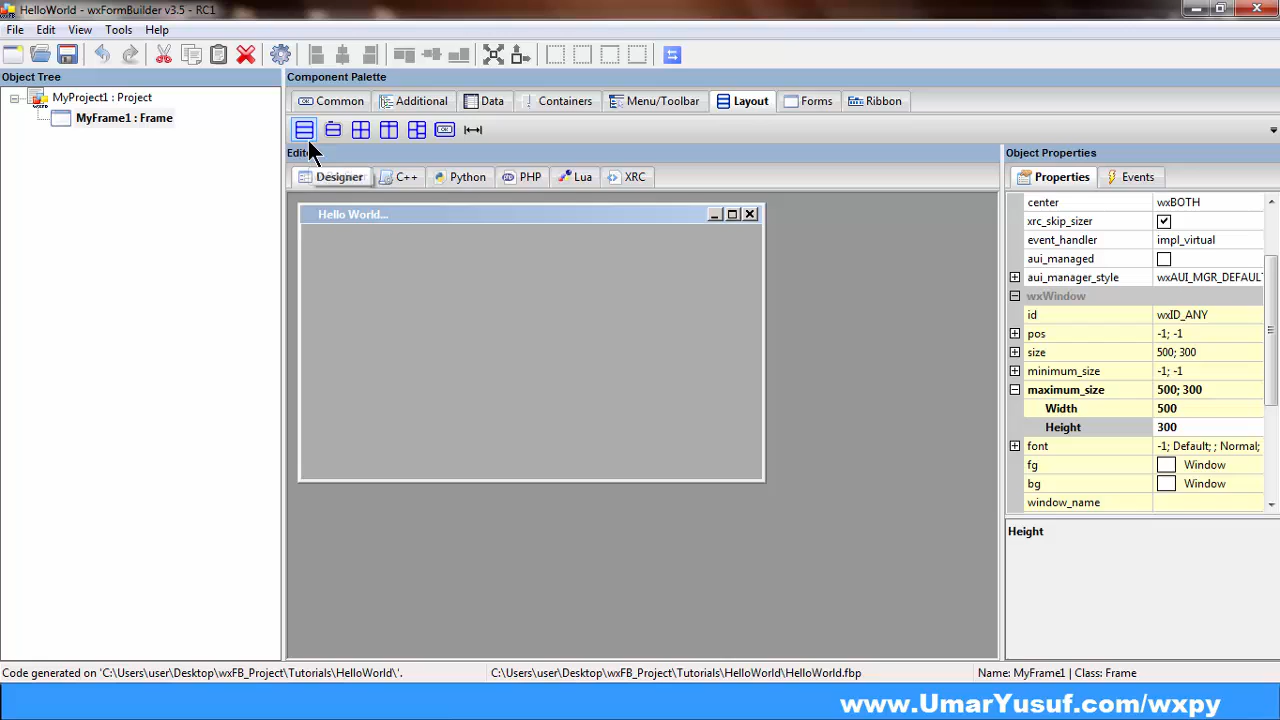 HelloWorld - wxFormBuilder v3.5 - RC1
File Edit View Tools Help
Object Tree
MyProject1 : Project
MyFrame1 : Frame
Component Palette
Common Additional Data Containers Menu/Toolbar Layout Forms Ribbon
Designer C++ Python PHP Lua XRC
Hello World...
Object Properties
Properties Events
center wxBOTH
xrc_skip_sizer
event_handler impl_virtual
aui_managed
aui_manager_style wxAUI_MGR_DEFAULT
wxWindow
id wxID_ANY
pos -1; -1
size 500; 300
minimum_size -1; -1
maximum_size 500; 300
Width 500
Height 300
font -1; Default; ; Normal;
fg Window
bg Window
window_name
Height
Code generated on 'C:\Users\user\Desktop\wxFB_Project\Tutorials\HelloWorld\'. C:\Users\user\Desktop\wxFB_Project\Tutorials\HelloWorld\HelloWorld.fbp Name: MyFrame1 | Class: Frame
www.UmarYusuf.com/wxpy